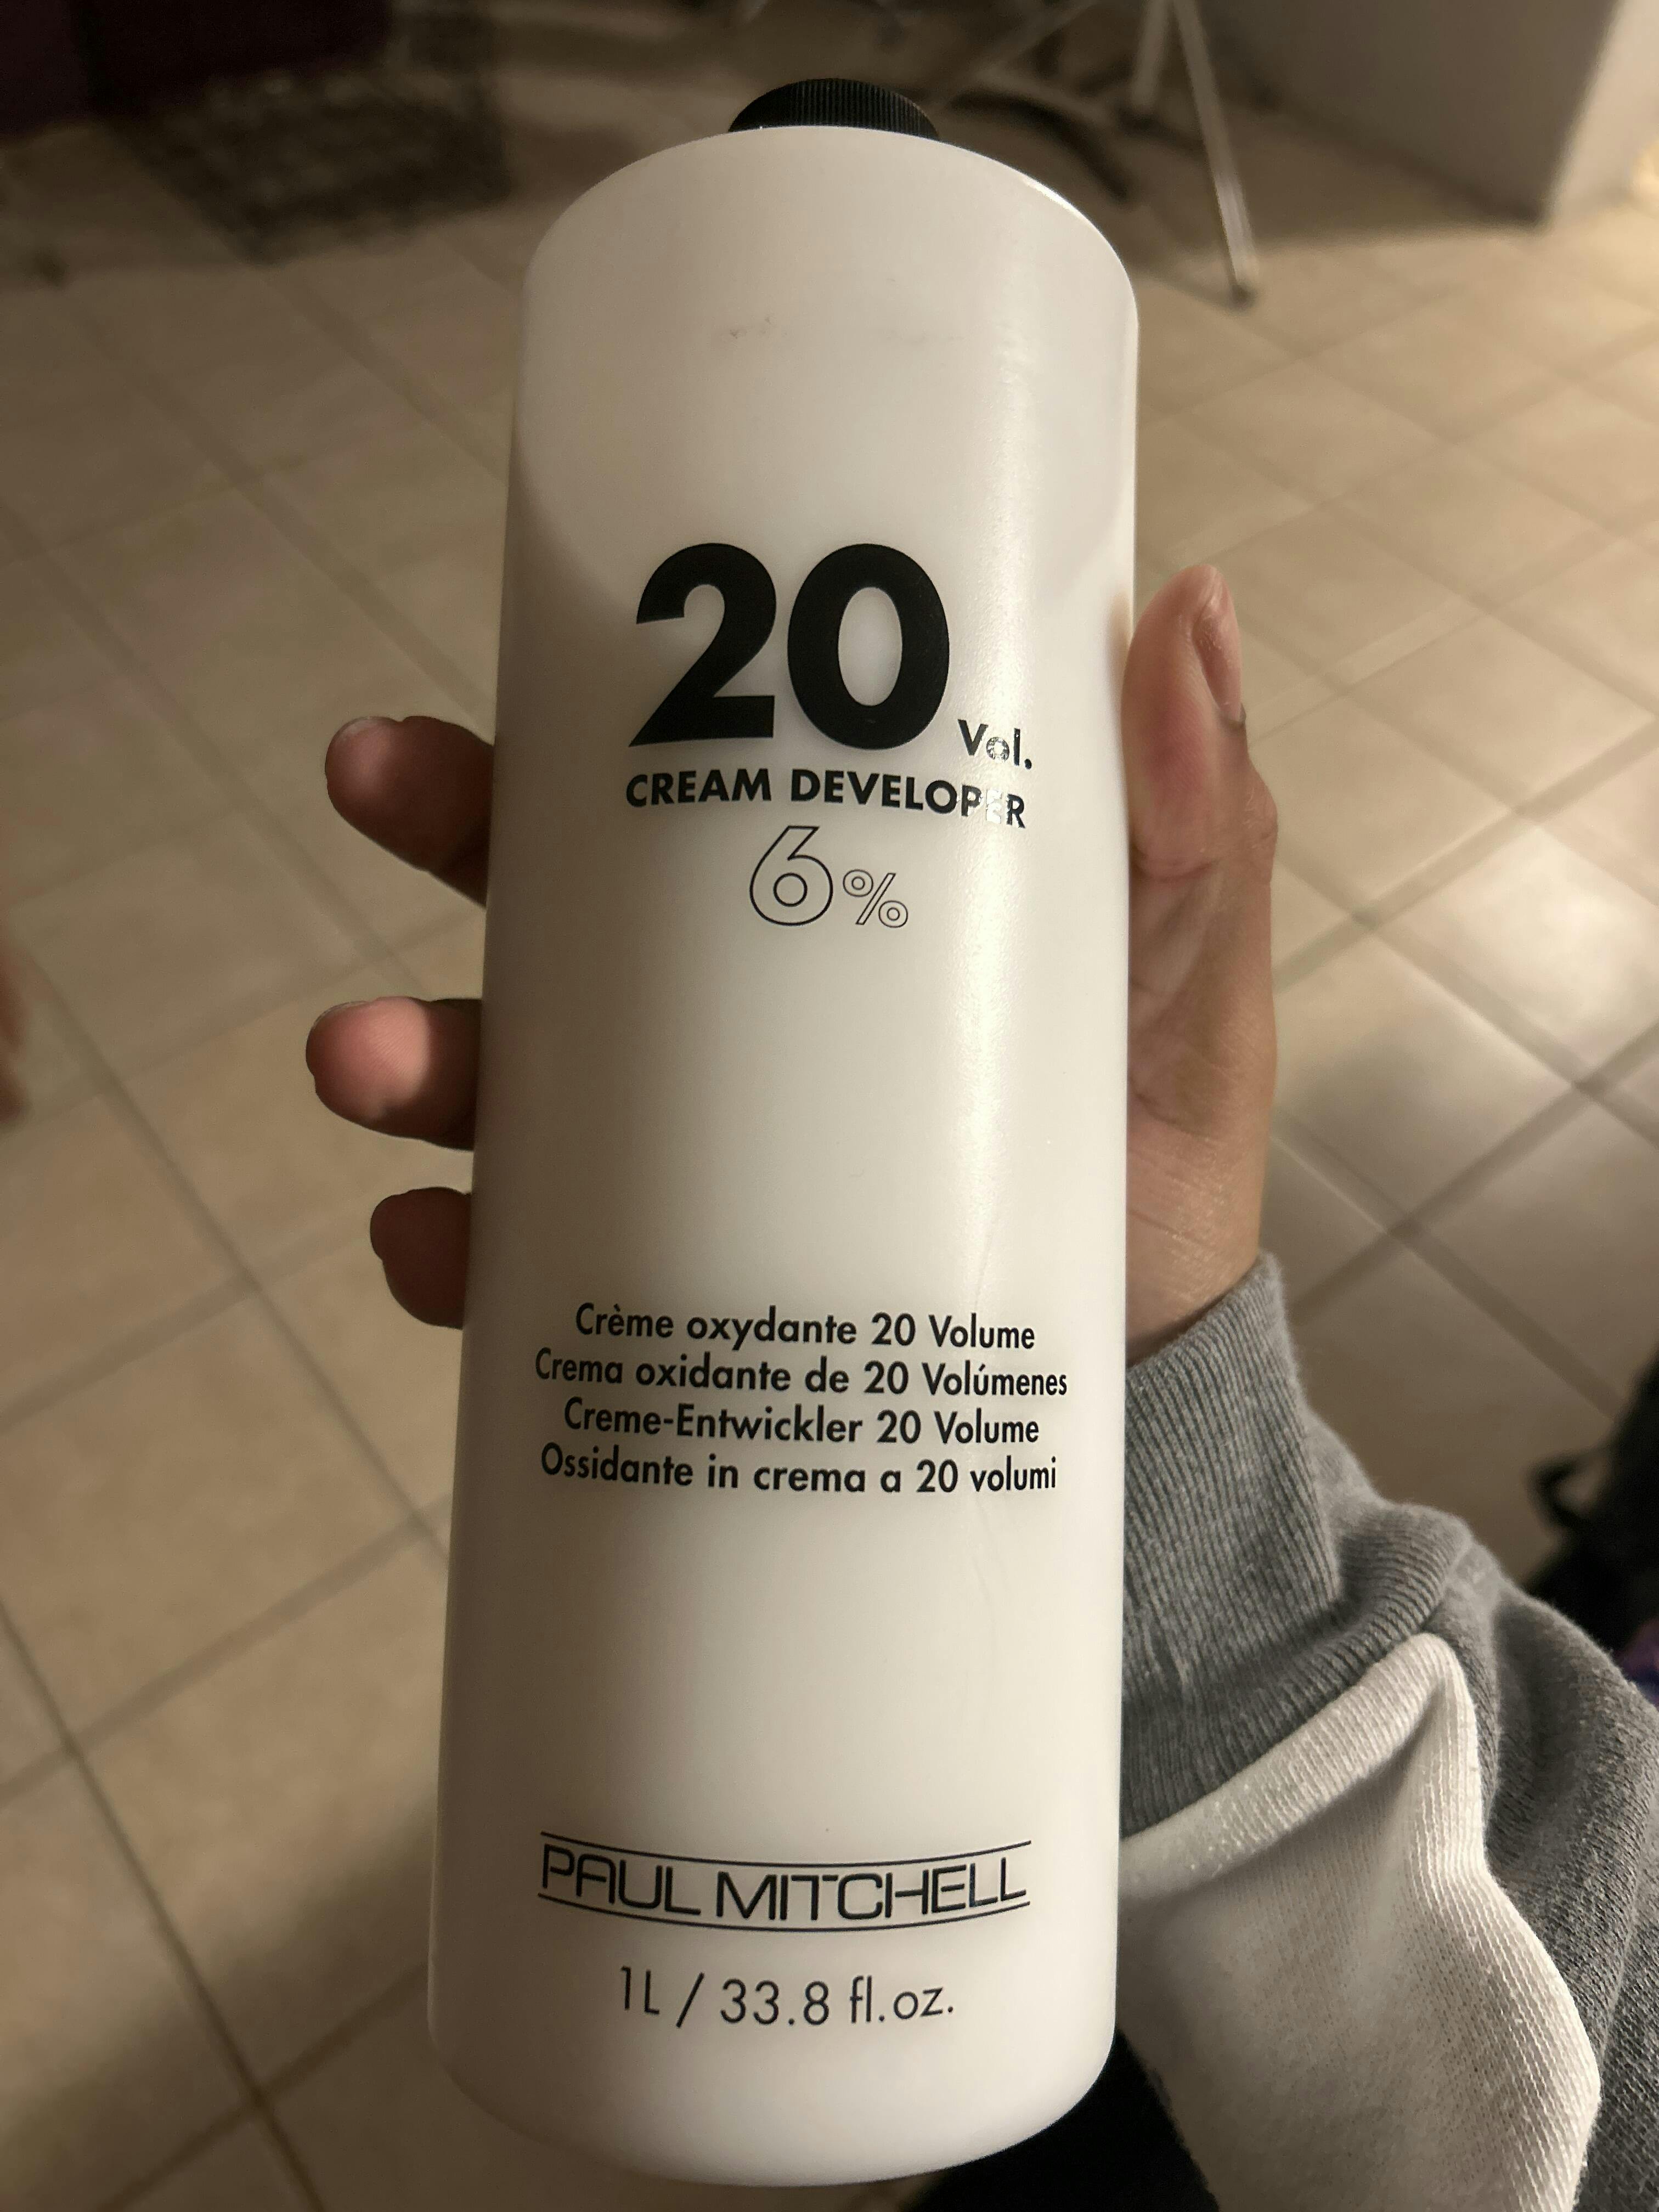 20 Vol.
CREAM DEVELOPER
6%
Crème oxydante 20 Volume
Crema oxidante de 20 Volúmenes
Creme-Entwickler 20 Volume
Ossidante in crema a 20 volumi
PAUL MITCHELL
1L / 33.8 fl.oz.